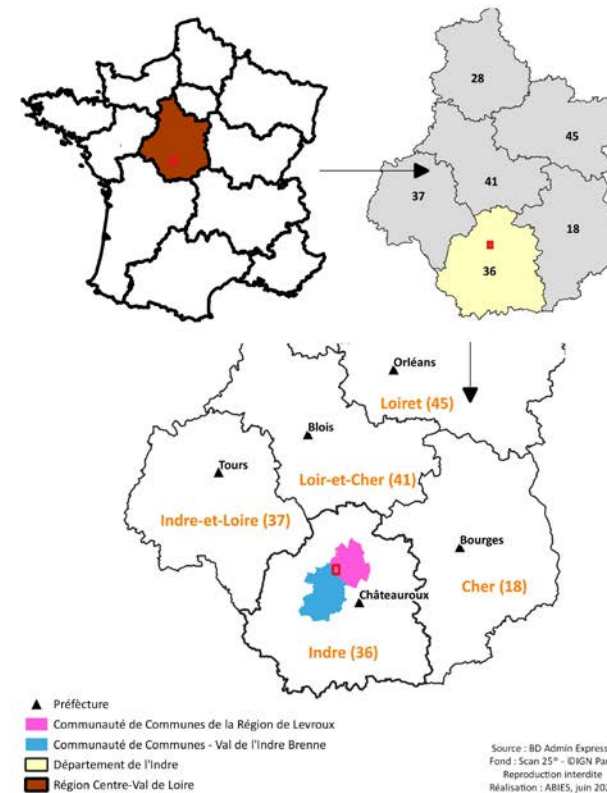 28
45
41
37
18
36
Orléans
Loiret (45)
Blois
Tours
Loir-et-Cher (41)
Indre-et-Loire (37)
Bourges
Cher (18)
Châteauroux
Indre (36)
Préfècture
Communauté de Communes de la Région de Levroux
Communauté de Communes - Val de l'Indre Brenne
Département de l'Indre
Région Centre-Val de Loire
Source : BD Admin Express
Fond : Scan 25® - ©IGN
Reproduction interdite
Réalisation : ABIES, juin